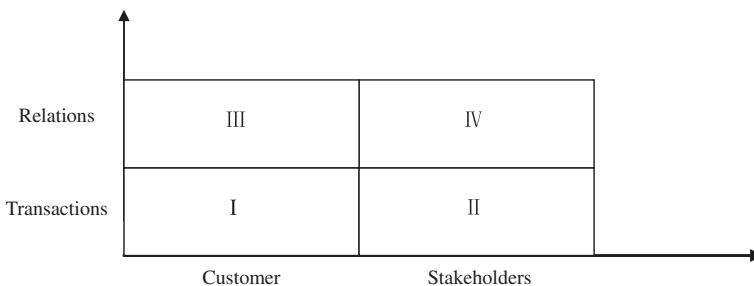 Relations III IV
Transactions I II
Customer Stakeholders